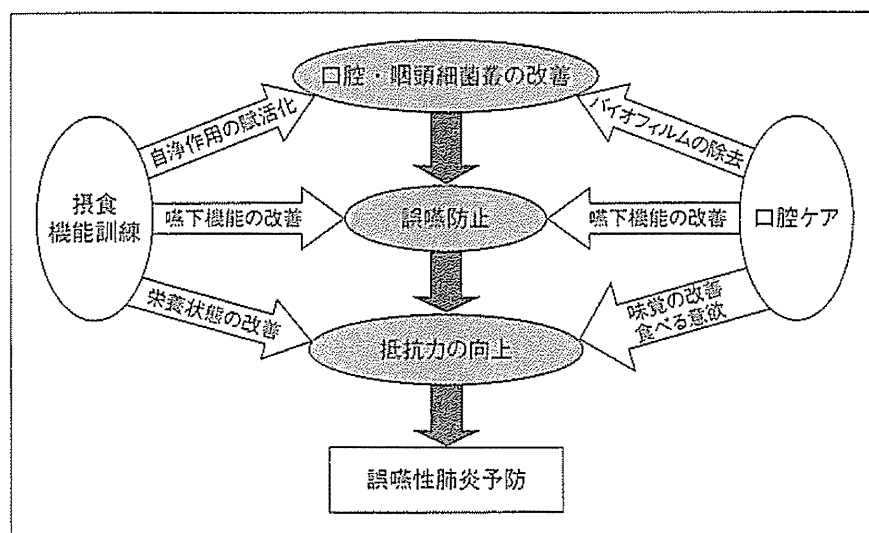 口腔・咽頭細菌叢の改善
自浄作用の賦活化
バイオフィルムの除去
摂食
機能訓練
嚥下機能の改善
誤嚥防止
嚥下機能の改善
口腔ケア
栄養状態の改善
味覚の改善
食べる意欲
抵抗力の向上
誤嚥性肺炎予防